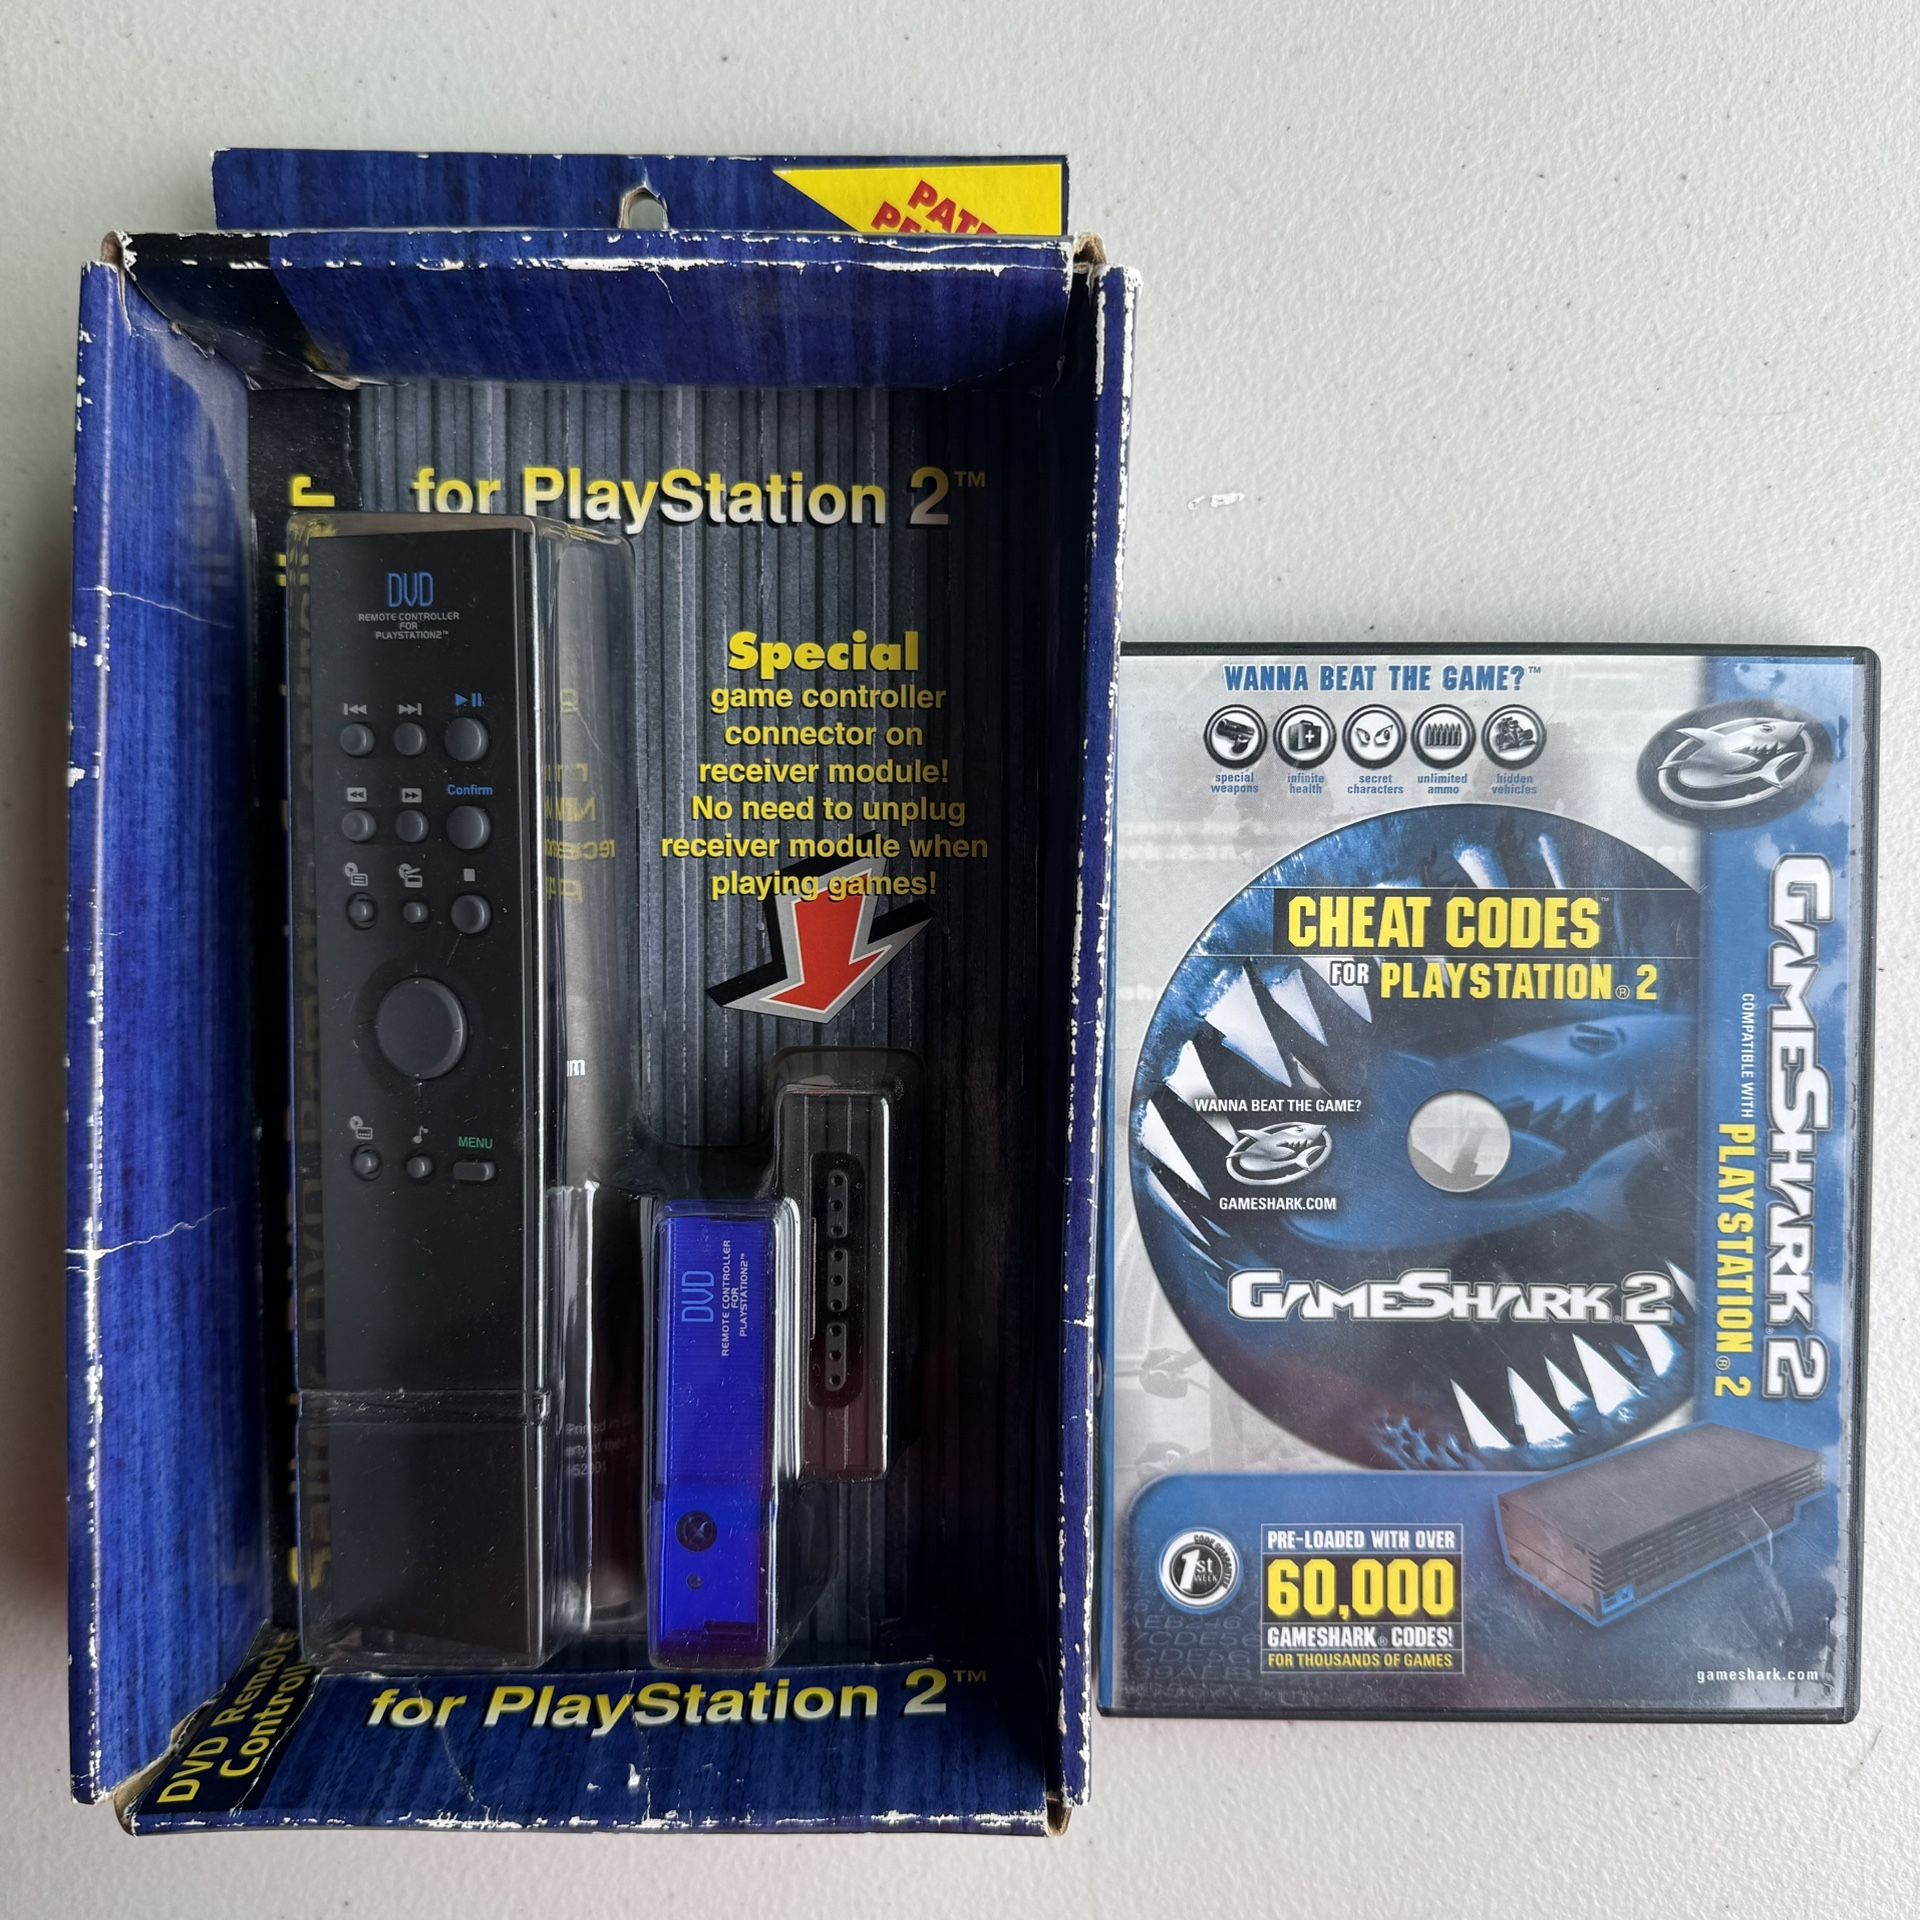 for PlayStation 2™
DVD
REMOTE CONTROLLER
FOR
PLAYSTATION2™
Confirm
MENU
Special
game controller
connector on
receiver module!
No need to unplug
receiver module when
playing games!
DVD
REMOTE CONTROLLER
FOR
PLAYSTATION2™
DVD Remote
for PlayStation 2™
WANNA BEAT THE GAME?™
special
weapons
infinite
health
secret
characters
unlimited
ammo
hidden
vehicles
CHEAT CODES™
FOR PLAYSTATION® 2
WANNA BEAT THE GAME?
GAMESHARK.COM
GAMESHARK® 2
GAMESHARK® 2
COMPATIBLE WITH
PLAYSTATION® 2
1st
WEEK
PRE-LOADED WITH OVER
60,000
GAMESHARK® CODES!
FOR THOUSANDS OF GAMES
gameshark.com